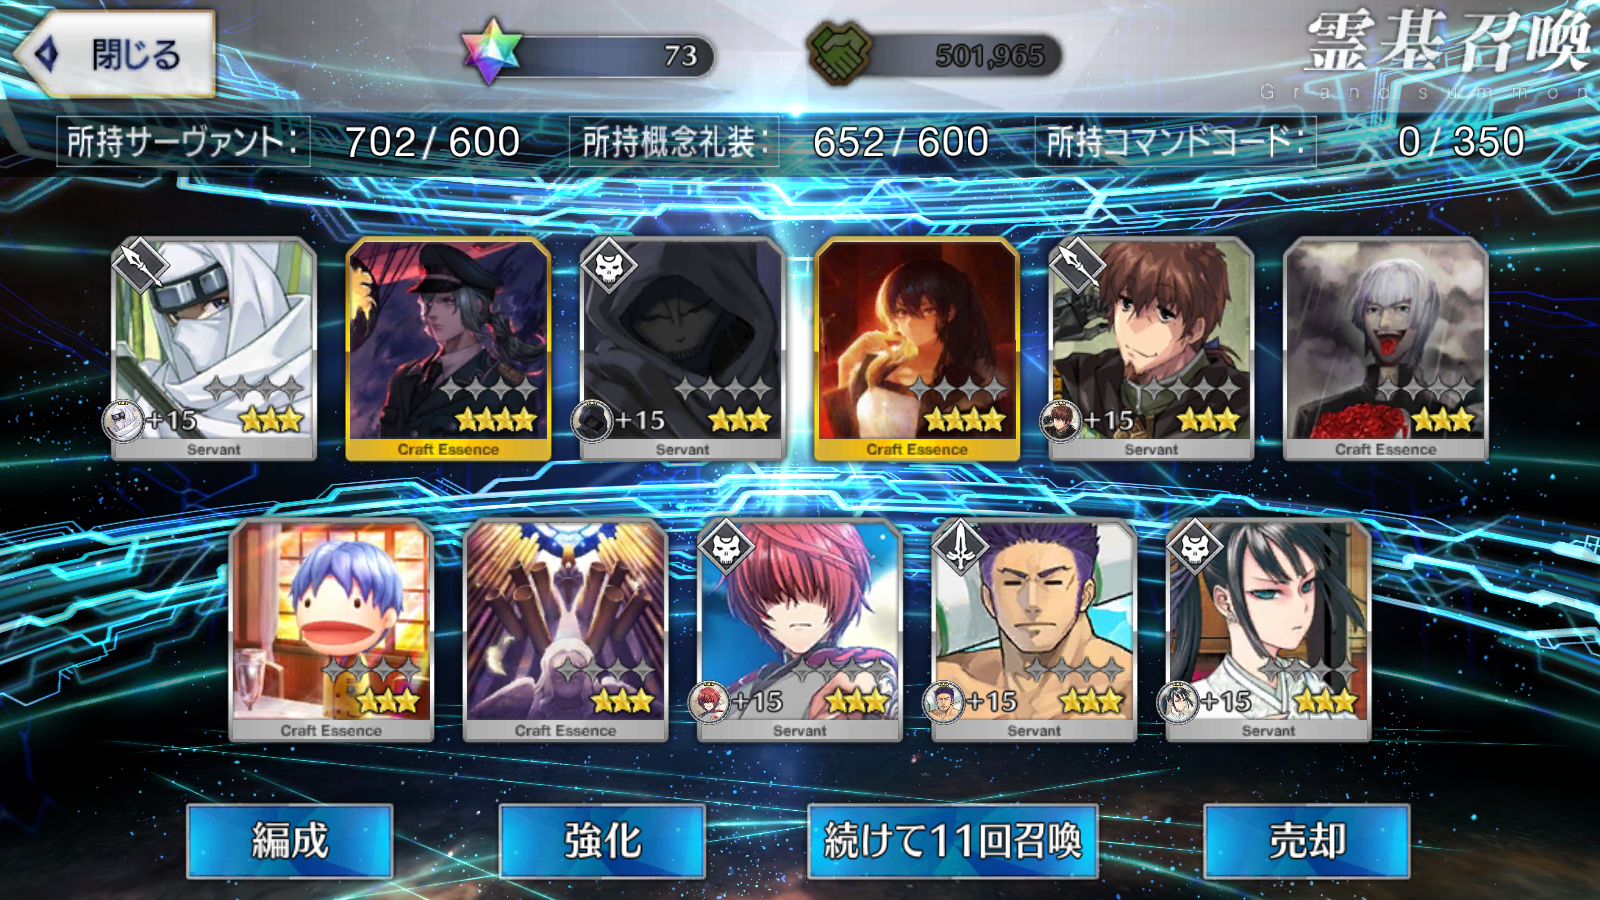 閉じる
73
501,965
霊基召喚
Grand summon
所持サーヴァント: 702/600
所持概念礼装: 652/600
所持コマンドコード: 0/350
+15
Servant
Craft Essence
+15
Servant
Craft Essence
+15
Servant
Craft Essence
Craft Essence
Craft Essence
+15
Servant
+15
Servant
+15
Servant
編成
強化
続けて11回召喚
売却